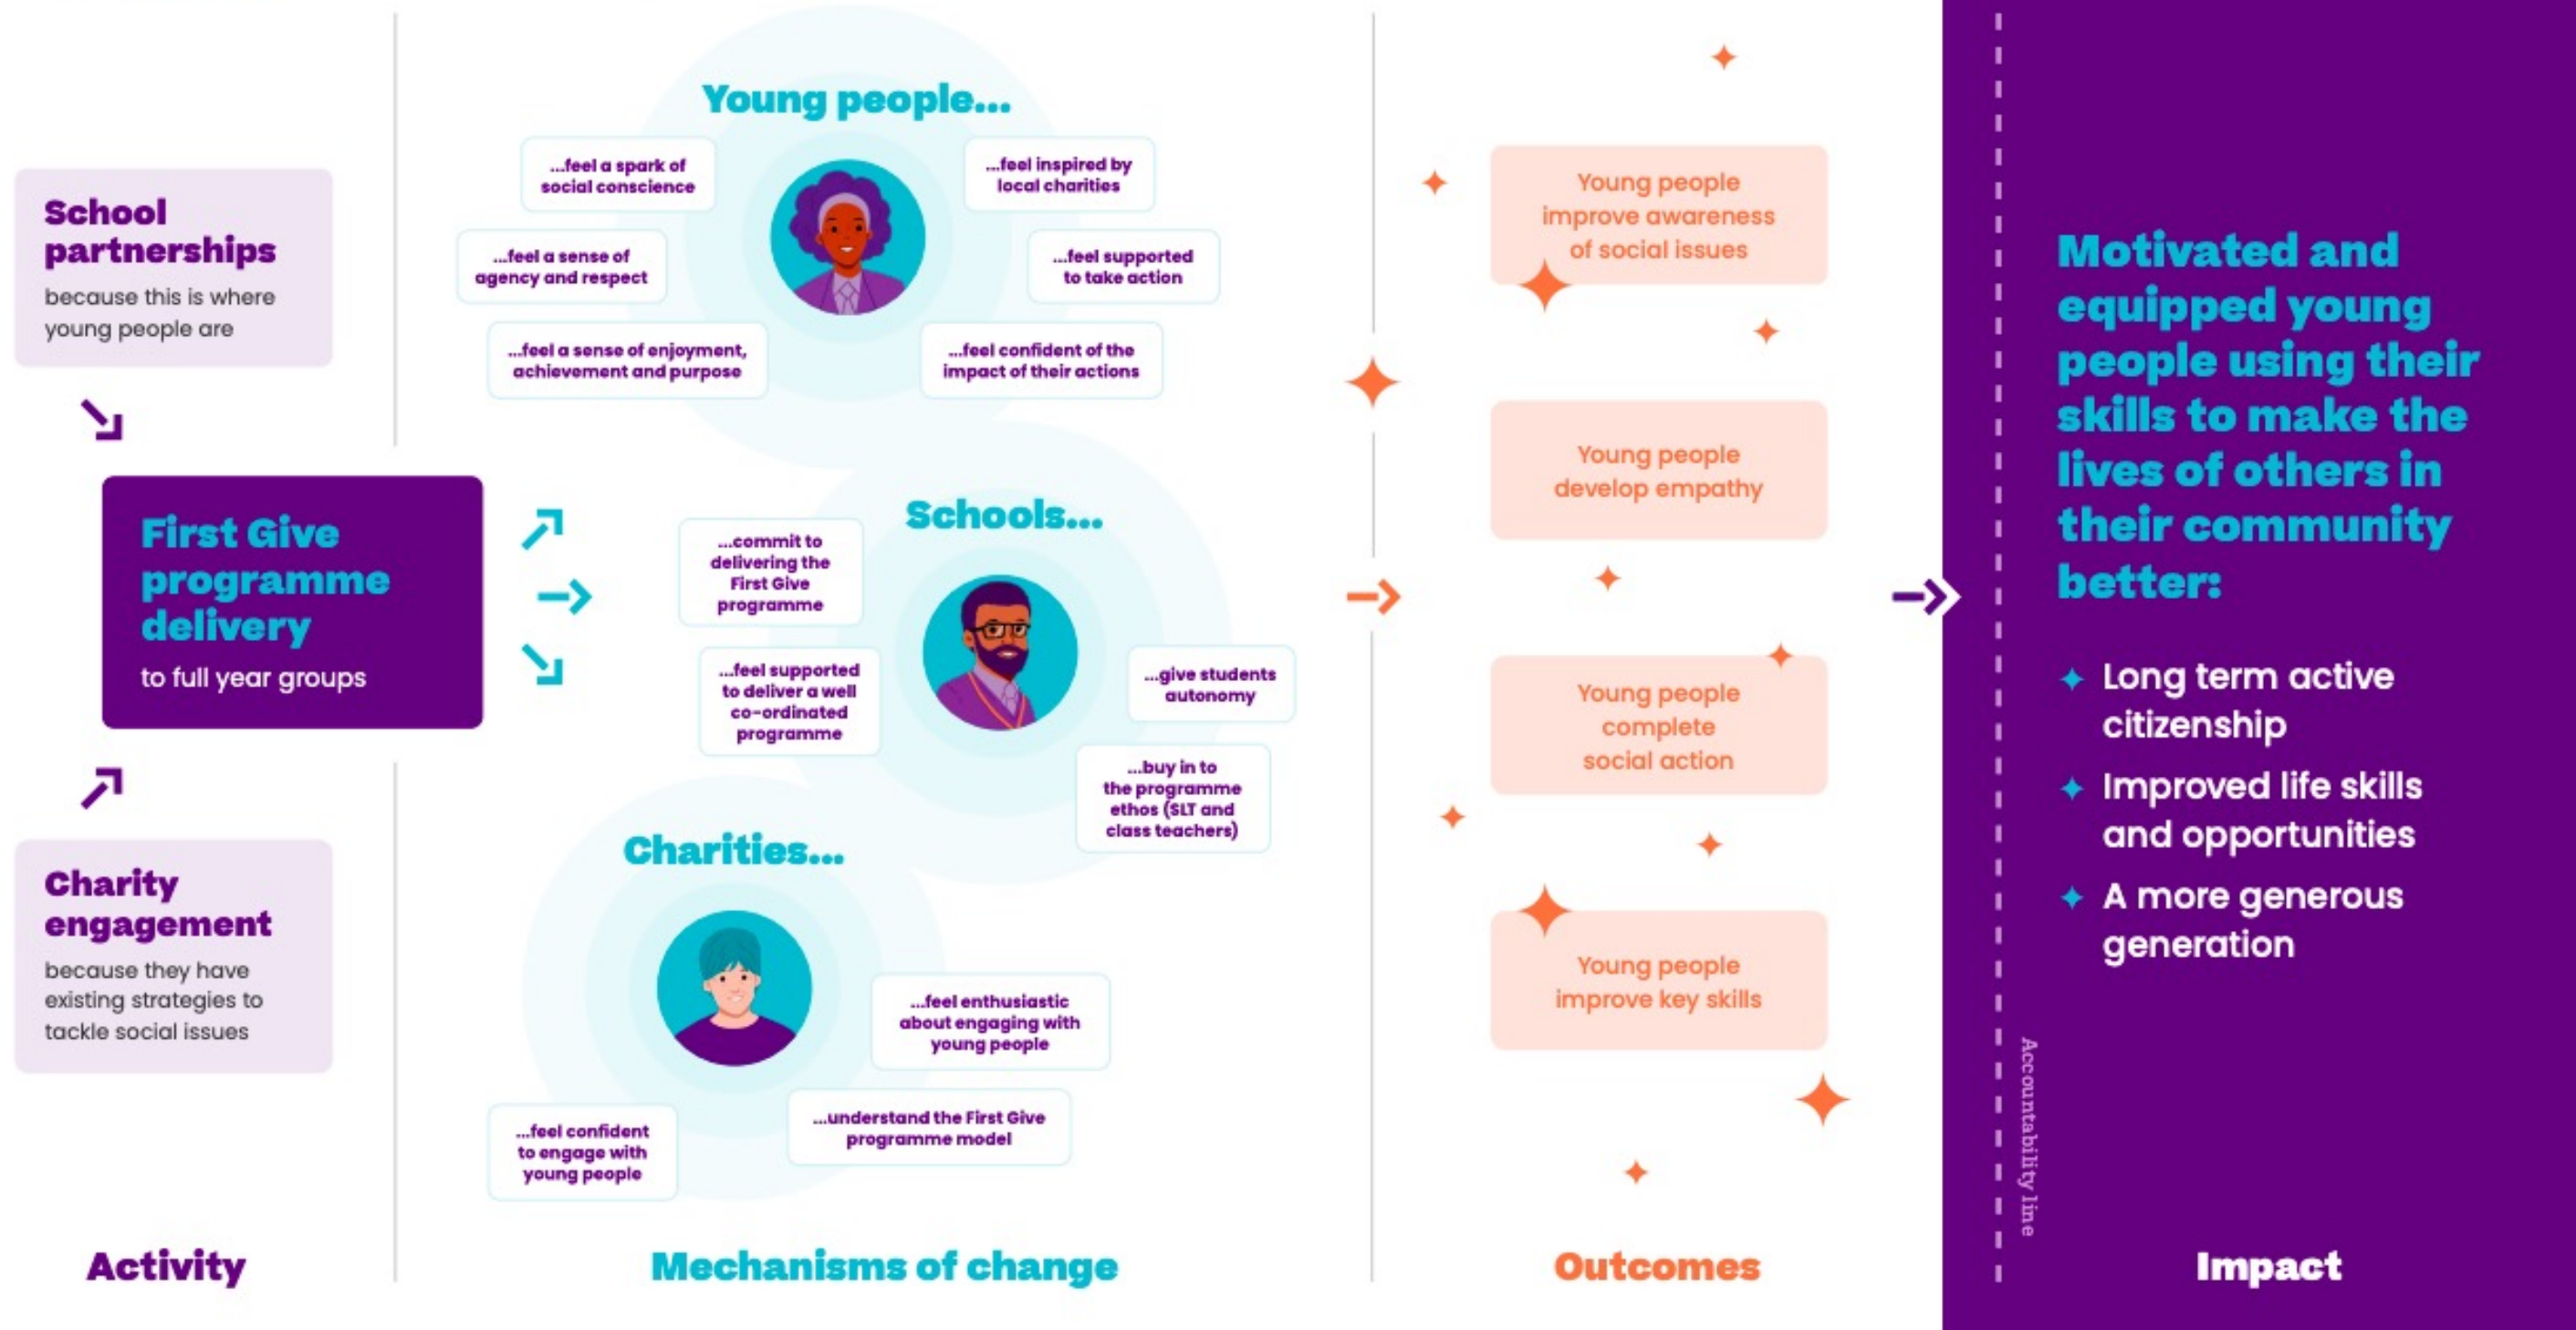 School
partnerships
because this is where
young people are
First Give
programme
delivery
to full year groups
Charity
engagement
because they have
existing strategies to
tackle social issues
Activity
Young people...
...feel a spark of
social conscience
...feel inspired by
local charities
...feel a sense of
agency and respect
...feel supported
to take action
...feel a sense of enjoyment,
achievement and purpose
...feel confident of the
impact of their actions
Schools...
...commit to
delivering the
First Give
programme
...feel supported
to deliver a well
co-ordinated
programme
...give students
autonomy
...buy in to
the programme
ethos (SLT and
class teachers)
Charities...
...feel enthusiastic
about engaging with
young people
...understand the First Give
programme model
...feel confident
to engage with
young people
Mechanisms of change
Young people
improve awareness
of social issues
Young people
develop empathy
Young people
complete
social action
Young people
improve key skills
Outcomes
Accountability line
Motivated and
equipped young
people using their
skills to make the
lives of others in
their community
better:
Long term active
citizenship
Improved life skills
and opportunities
A more generous
generation
Impact